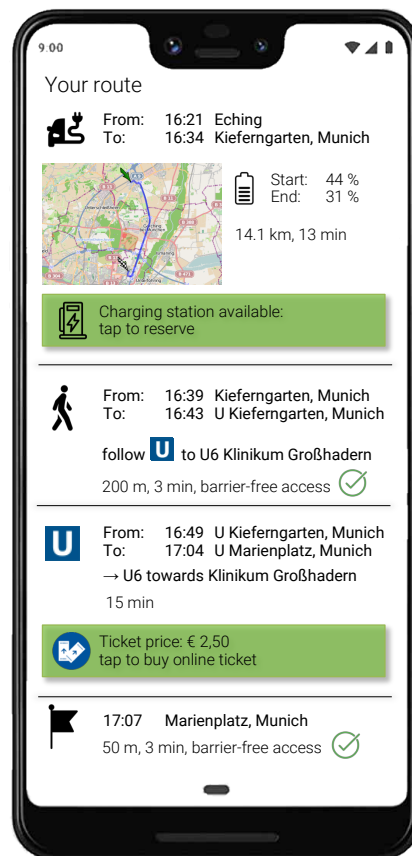 9:00
Your route
From: 16:21 Eching
To: 16:34 Kieferngarten, Munich
Start: 44 %
End: 31 %
14.1 km, 13 min
Charging station available:
tap to reserve
From: 16:39 Kieferngarten, Munich
To: 16:43 U Kieferngarten, Munich
follow U to U6 Klinikum Großhadern
200 m, 3 min, barrier-free access
U
From: 16:49 U Kieferngarten, Munich
To: 17:04 U Marienplatz, Munich
→ U6 towards Klinikum Großhadern
15 min
Ticket price: € 2,50
tap to buy online ticket
17:07 Marienplatz, Munich
50 m, 3 min, barrier-free access